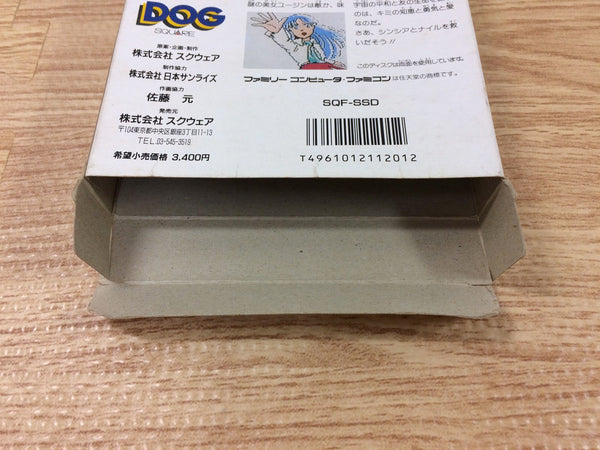 DOG
SQUARE
原案・企画・制作
株式会社 スクウェア
制作協力
株式会社 日本サンライズ
作画協力
佐藤 元
発売元
株式会社 スクウェア
〒104東京都中央区銀座3丁目11-13
TEL.03-545-3519
希望小売価格 3,400円
謎の美女ユージンは敵か、味
宇宙の平和と友の生命を
のは、キミの知恵と勇気と愛
なのだ。
さあ、シンシアとナイルを救
いだそう!!
このディスクは両面を使用しています。
ファミリー コンピュータ・ファミコンは任天堂の商標です。
SQF-SSD
T4961012112012